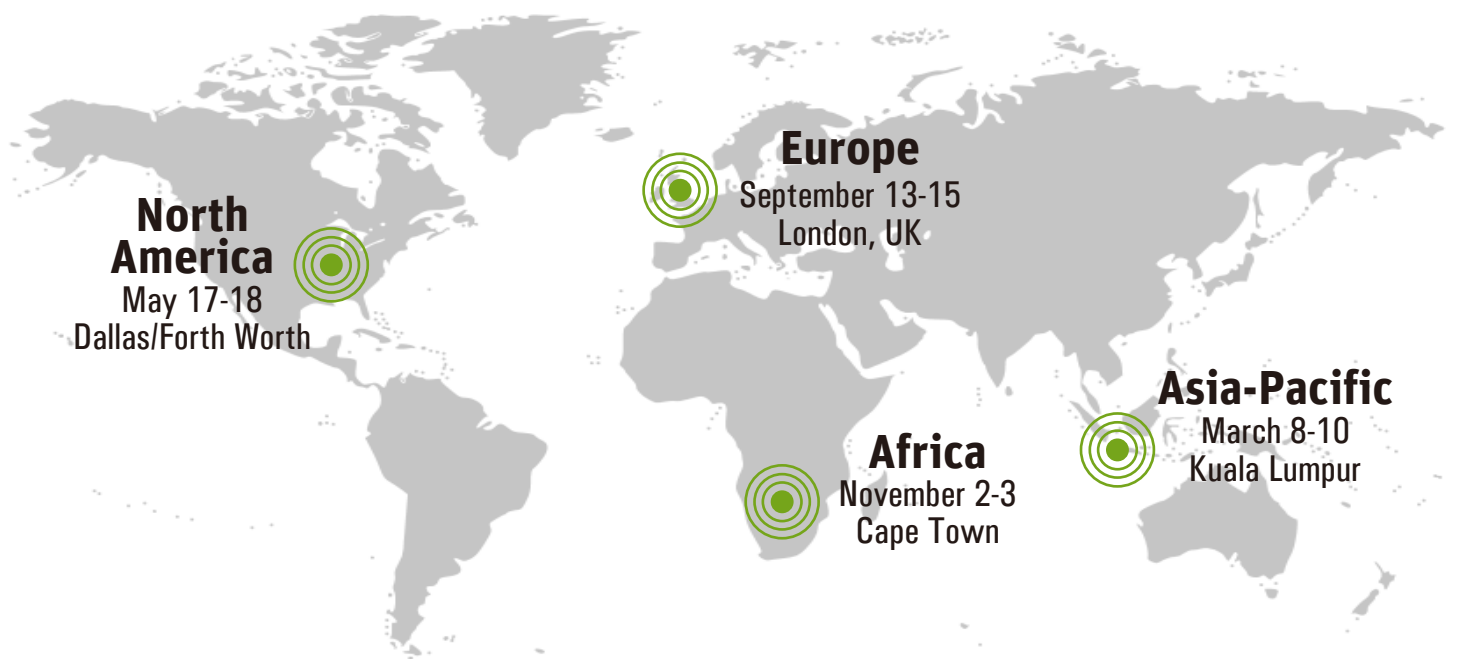 North
America
May 17-18
Dallas/Forth Worth
Europe
September 13-15
London, UK
Africa
November 2-3
Cape Town
Asia-Pacific
March 8-10
Kuala Lumpur